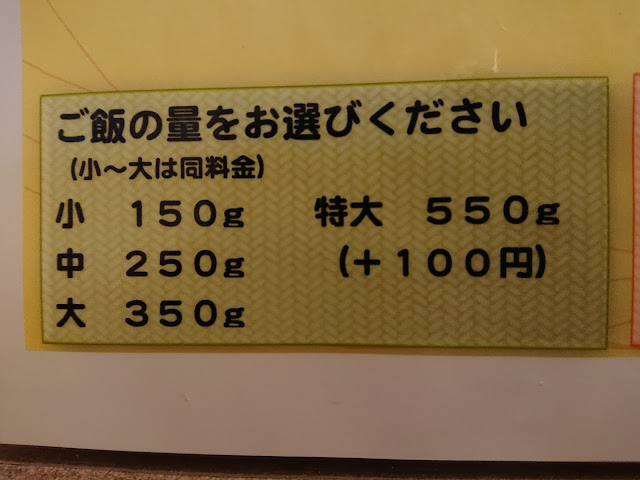 ご飯の量をお選びください
(小～大は同料金)
小 １５０g
中 ２５０g
大 ３５０g
特大 ５５０g
(＋１００円)